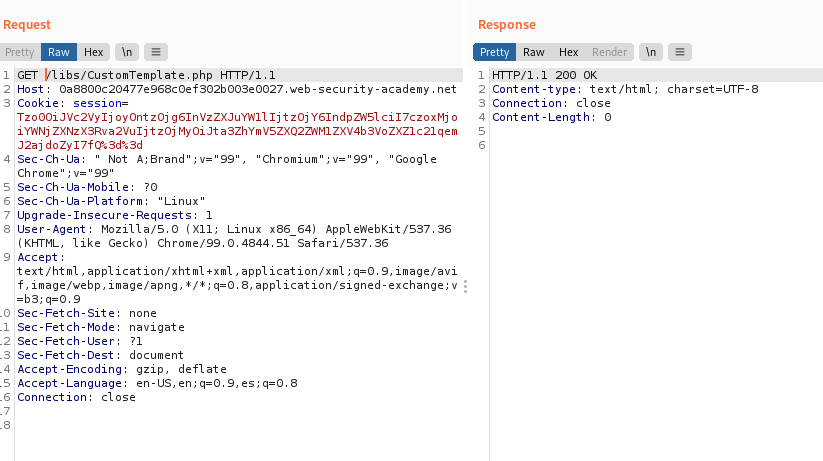 Request
Response
Pretty Raw Hex \n ≡
Pretty Raw Hex Render \n ≡
1 GET /libs/CustomTemplate.php HTTP/1.1
2 Host: 0a8800c20477e968c0ef302b003e0027.web-security-academy.net
3 Cookie: session=
Tzo0OiJVc2VyIjoyOntzOjg6InVzZXJuYW1lIjtzOjY6IndpZW5lciI7czoxMjo
iYWNjZXNzX3Rva2VuIjtzOjMyOiJta3ZhYmV5ZXQ2ZWM1ZXV4b3VoZXZ1c21qem
J2ajdoZyI7fQ%3d%3d
4 Sec-Ch-Ua: " Not A;Brand";v="99", "Chromium";v="99", "Google
Chrome";v="99"
5 Sec-Ch-Ua-Mobile: ?0
6 Sec-Ch-Ua-Platform: "Linux"
7 Upgrade-Insecure-Requests: 1
8 User-Agent: Mozilla/5.0 (X11; Linux x86_64) AppleWebKit/537.36
(KHTML, like Gecko) Chrome/99.0.4844.51 Safari/537.36
9 Accept:
text/html,application/xhtml+xml,application/xml;q=0.9,image/avi
f,image/webp,image/apng,*/*;q=0.8,application/signed-exchange;v
=b3;q=0.9
10 Sec-Fetch-Site: none
11 Sec-Fetch-Mode: navigate
12 Sec-Fetch-User: ?1
13 Sec-Fetch-Dest: document
14 Accept-Encoding: gzip, deflate
15 Accept-Language: en-US,en;q=0.9,es;q=0.8
16 Connection: close
17
18
1 HTTP/1.1 200 OK
2 Content-type: text/html; charset=UTF-8
3 Connection: close
4 Content-Length: 0
5
6